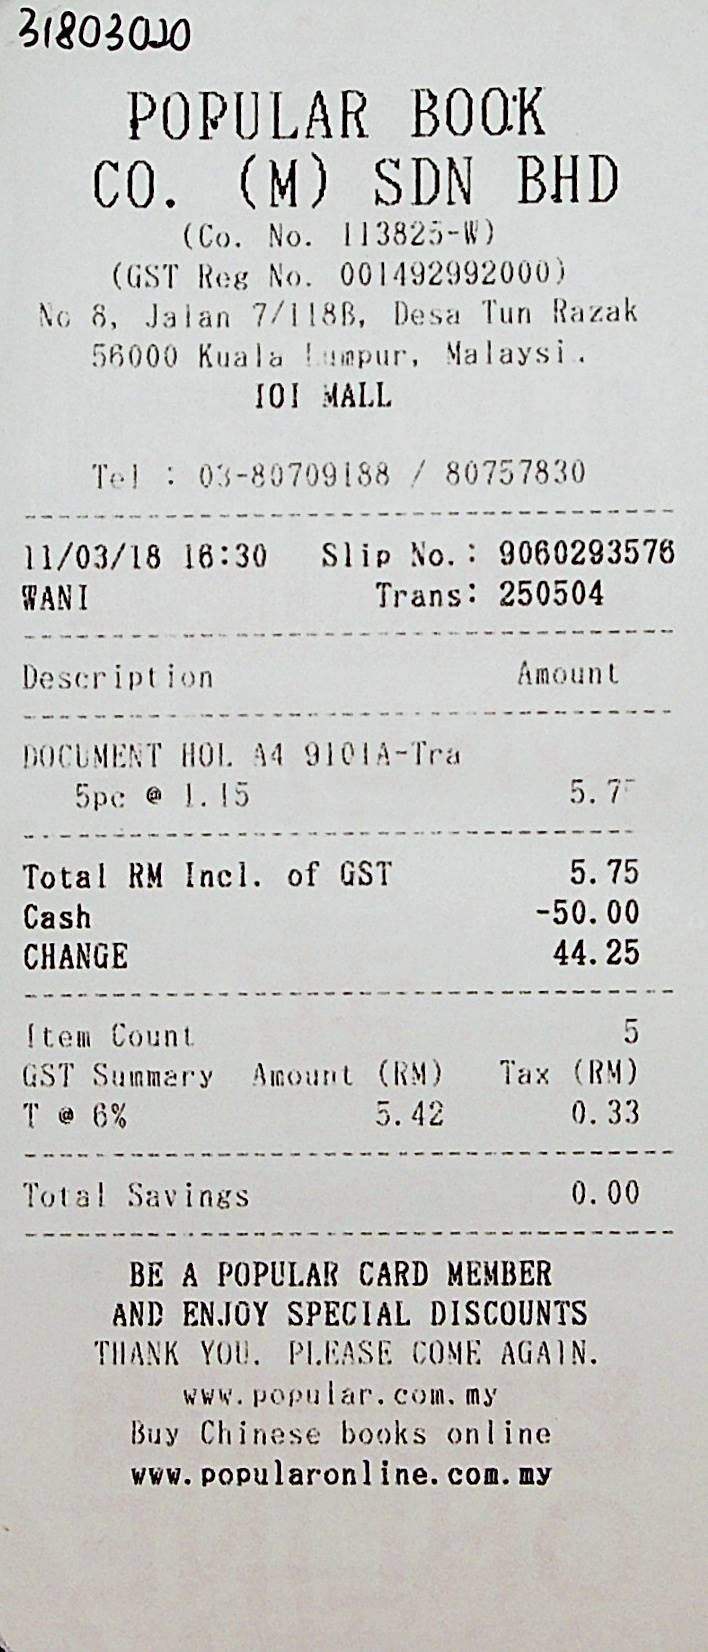 31803020
POPULAR BOOK
CO. (M) SDN BHD
(Co. No. 113825-W)
(GST Reg No. 001492992000)
No 8, Jalan 7/118B, Desa Tun Razak
56000 Kuala Lumpur, Malaysi.
IOI MALL
Tel : 03-80709188 / 80757830
11/03/18 16:30 Slip No.: 9060293576
WANI Trans: 250504
Description Amount
DOCUMENT HOL A4 9101A-Tra
5pc @ 1.15 5.75
Total RM Incl. of GST 5.75
Cash -50.00
CHANGE 44.25
Item Count 5
GST Summary Amount (RM) Tax (RM)
T @ 6% 5.42 0.33
Total Savings 0.00
BE A POPULAR CARD MEMBER
AND ENJOY SPECIAL DISCOUNTS
THANK YOU. PLEASE COME AGAIN.
www.popular.com.my
Buy Chinese books online
www.popularonline.com.my